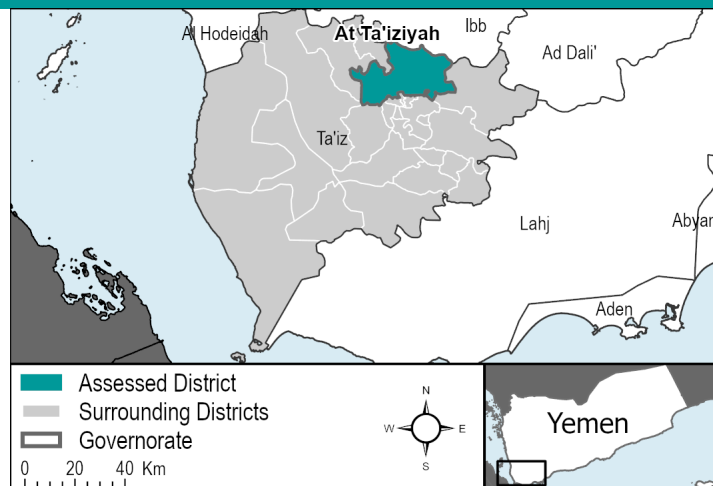 Al Hodeidah
At Ta'iziyah
Ibb
Ad Dali'
Ta'iz
Lahj
Abyan
Aden
Assessed District
Surrounding Districts
Governorate
0 20 40 Km
N
W E
S
Yemen